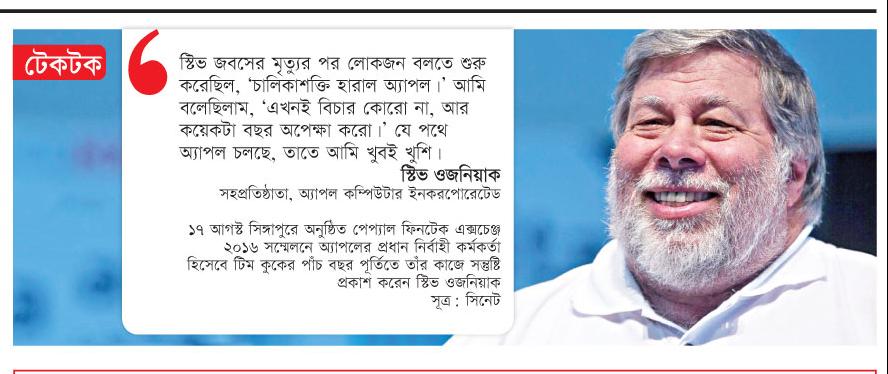 টেকটক
স্টিভ জবসের মৃত্যুর পর লোকজন বলতে শুরু
করেছিল, ‘চালিকাশক্তি হারাল অ্যাপল।’ আমি
বলেছিলাম, ‘এখনই বিচার কোরো না, আর
কয়েকটা বছর অপেক্ষা করো।’ যে পথে
অ্যাপল চলছে, তাতে আমি খুবই খুশি।
স্টিভ ওজনিয়াক
সহপ্রতিষ্ঠাতা, অ্যাপল কম্পিউটার ইনকরপোরেটেড
১৭ আগস্ট সিঙ্গাপুরে অনুষ্ঠিত পেপ্যাল ফিনটেক এক্সচেঞ্জ
২০১৬ সম্মেলনে অ্যাপলের প্রধান নির্বাহী কর্মকর্তা
হিসেবে টিম কুকের পাঁচ বছর পূর্তিতে তাঁর কাজে সন্তুষ্টি
প্রকাশ করেন স্টিভ ওজনিয়াক
সূত্র : সিনেট